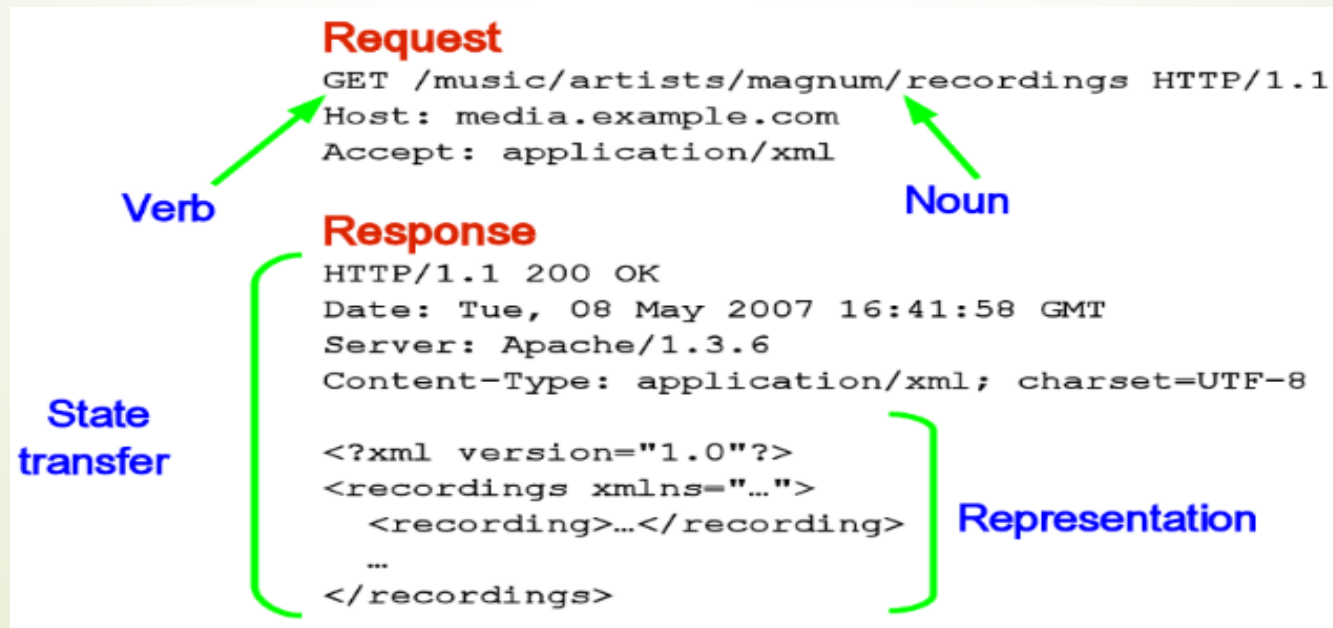 Request
GET /music/artists/magnum/recordings HTTP/1.1
Host: media.example.com
Accept: application/xml
Verb
Noun
Response
HTTP/1.1 200 OK
Date: Tue, 08 May 2007 16:41:58 GMT
Server: Apache/1.3.6
Content-Type: application/xml; charset=UTF-8
State
transfer
<?xml version="1.0"?>
<recordings xmlns="…">
<recording>…</recording>
…
</recordings>
Representation